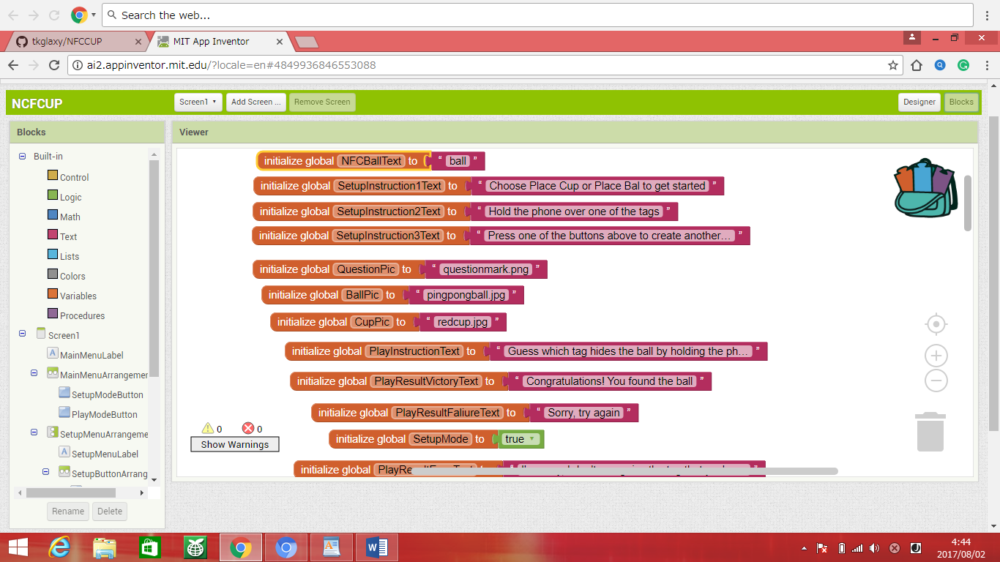 Search the web...
tkglaxy/NFCCUP
MIT App Inventor
ai2.appinventor.mit.edu/?locale=en#4849936846553088
NCFCUP
Screen1
Add Screen ...
Remove Screen
Designer
Blocks
Blocks
Viewer
Built-in
Control
Logic
Math
Text
Lists
Colors
Variables
Procedures
Screen1
MainMenuLabel
MainMenuArrangemer
SetupModeButton
PlayModeButton
SetupMenuArrangeme
SetupMenuLabel
SetupButtonArrang
Rename
Delete
initialize global NFCBallText to “ ball ”
initialize global SetupInstruction1Text to “ Choose Place Cup or Place Bal to get started ”
initialize global SetupInstruction2Text to “ Hold the phone over one of the tags ”
initialize global SetupInstruction3Text to “ Press one of the buttons above to create another... ”
initialize global QuestionPic to “ questionmark.png ”
initialize global BallPic to “ pingpongball.jpg ”
initialize global CupPic to “ redcup.jpg ”
initialize global PlayInstructionText to “ Guess which tag hides the ball by holding the ph... ”
initialize global PlayResultVictoryText to “ Congratulations! You found the ball ”
initialize global PlayResultFaliureText to “ Sorry, try again ”
initialize global SetupMode to true
initialize global
0 0
Show Warnings
4:44
2017/08/02